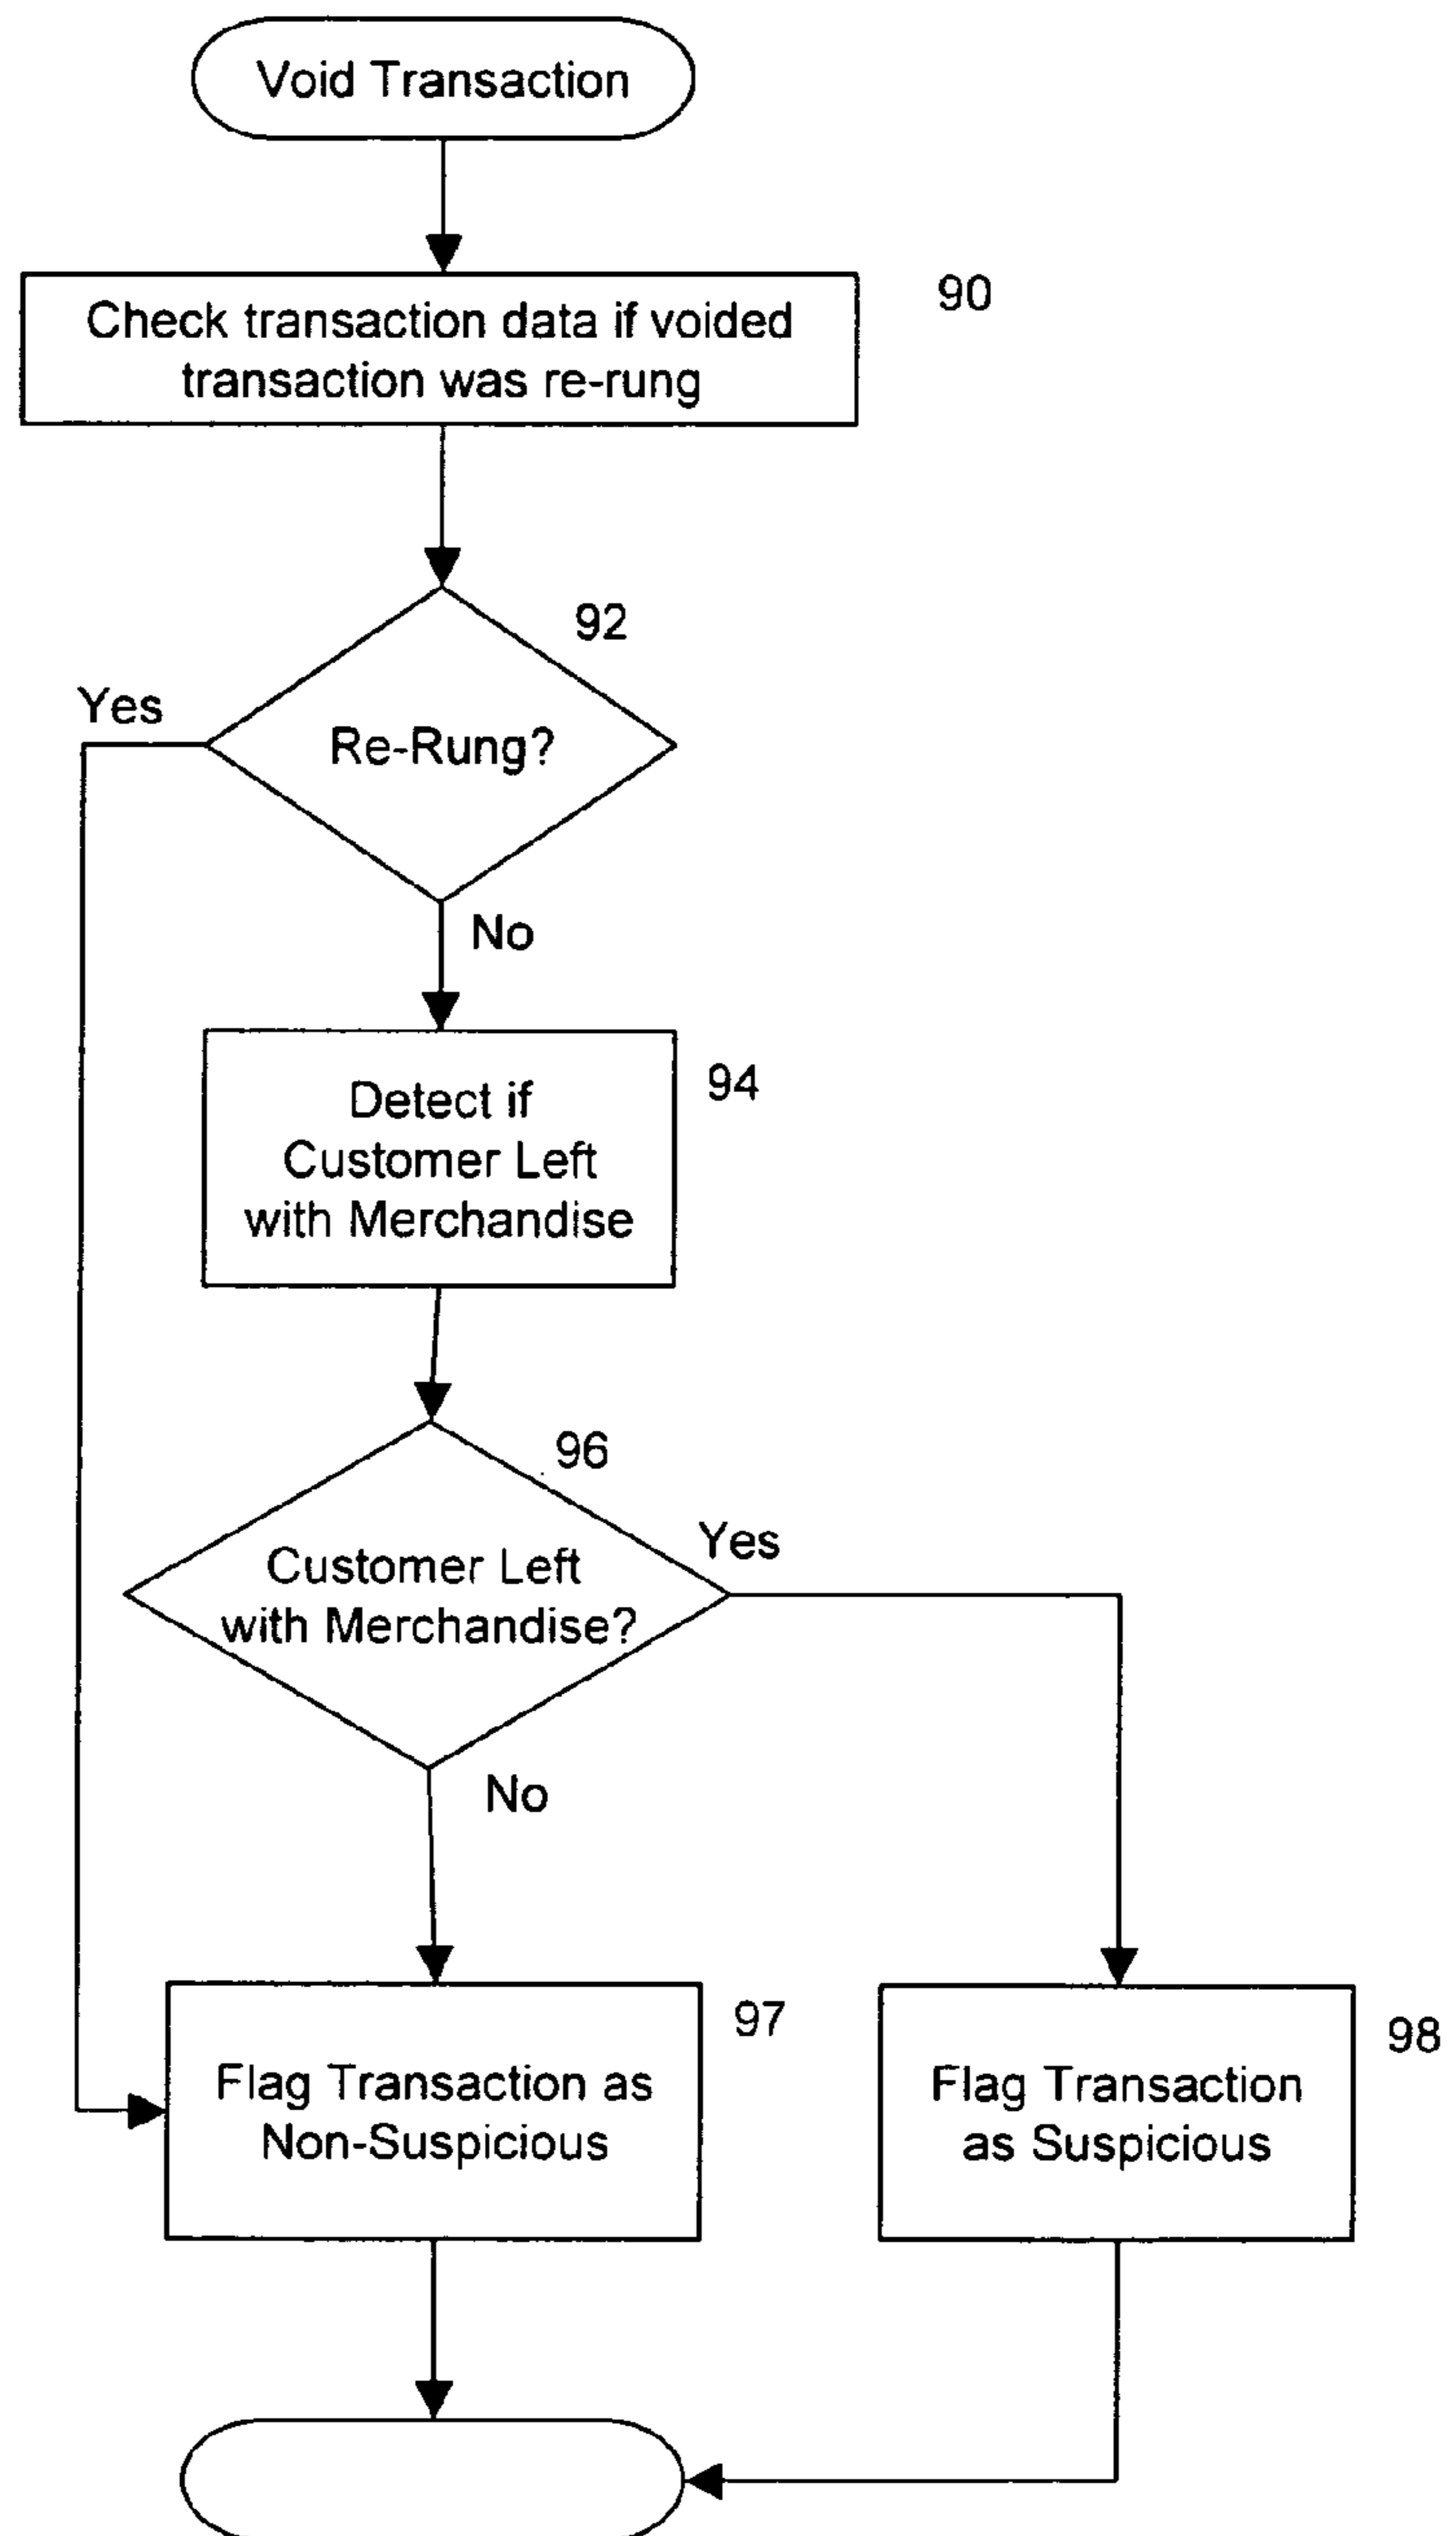 Void Transaction
90
Check transaction data if voided
transaction was re-rung
92
Yes
Re-Rung?
No
94
Detect if
Customer Left
with Merchandise
96
Yes
Customer Left
with Merchandise?
No
97
98
Flag Transaction as
Non-Suspicious
Flag Transaction
as Suspicious